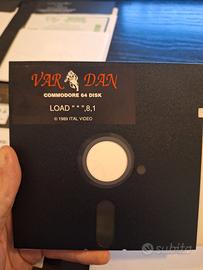 VAR DAN
COMMODORE 64 DISK
LOAD "*",8,1
© 1989 ITAL VIDEO
subito